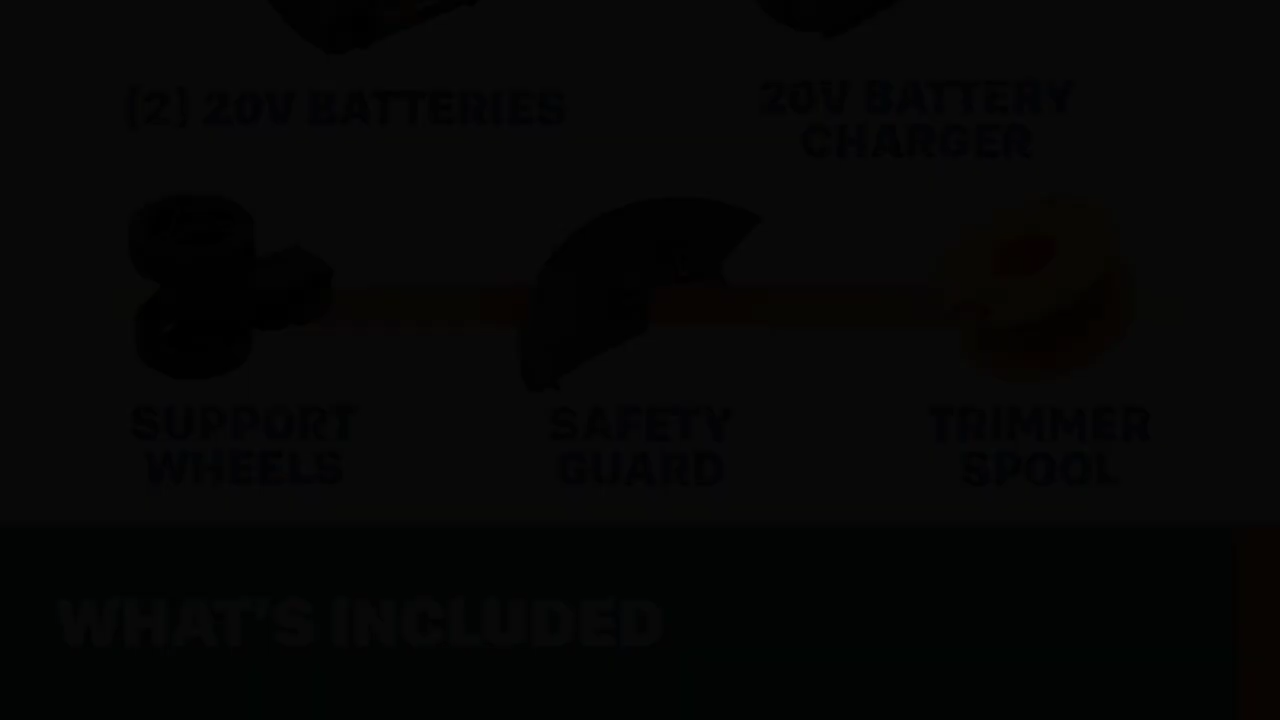 (2) 20V BATTERIES
20V BATTERY
CHARGER
SUPPORT
WHEELS
SAFETY
GUARD
TRIMMER
SPOOL
WHAT'S INCLUDED